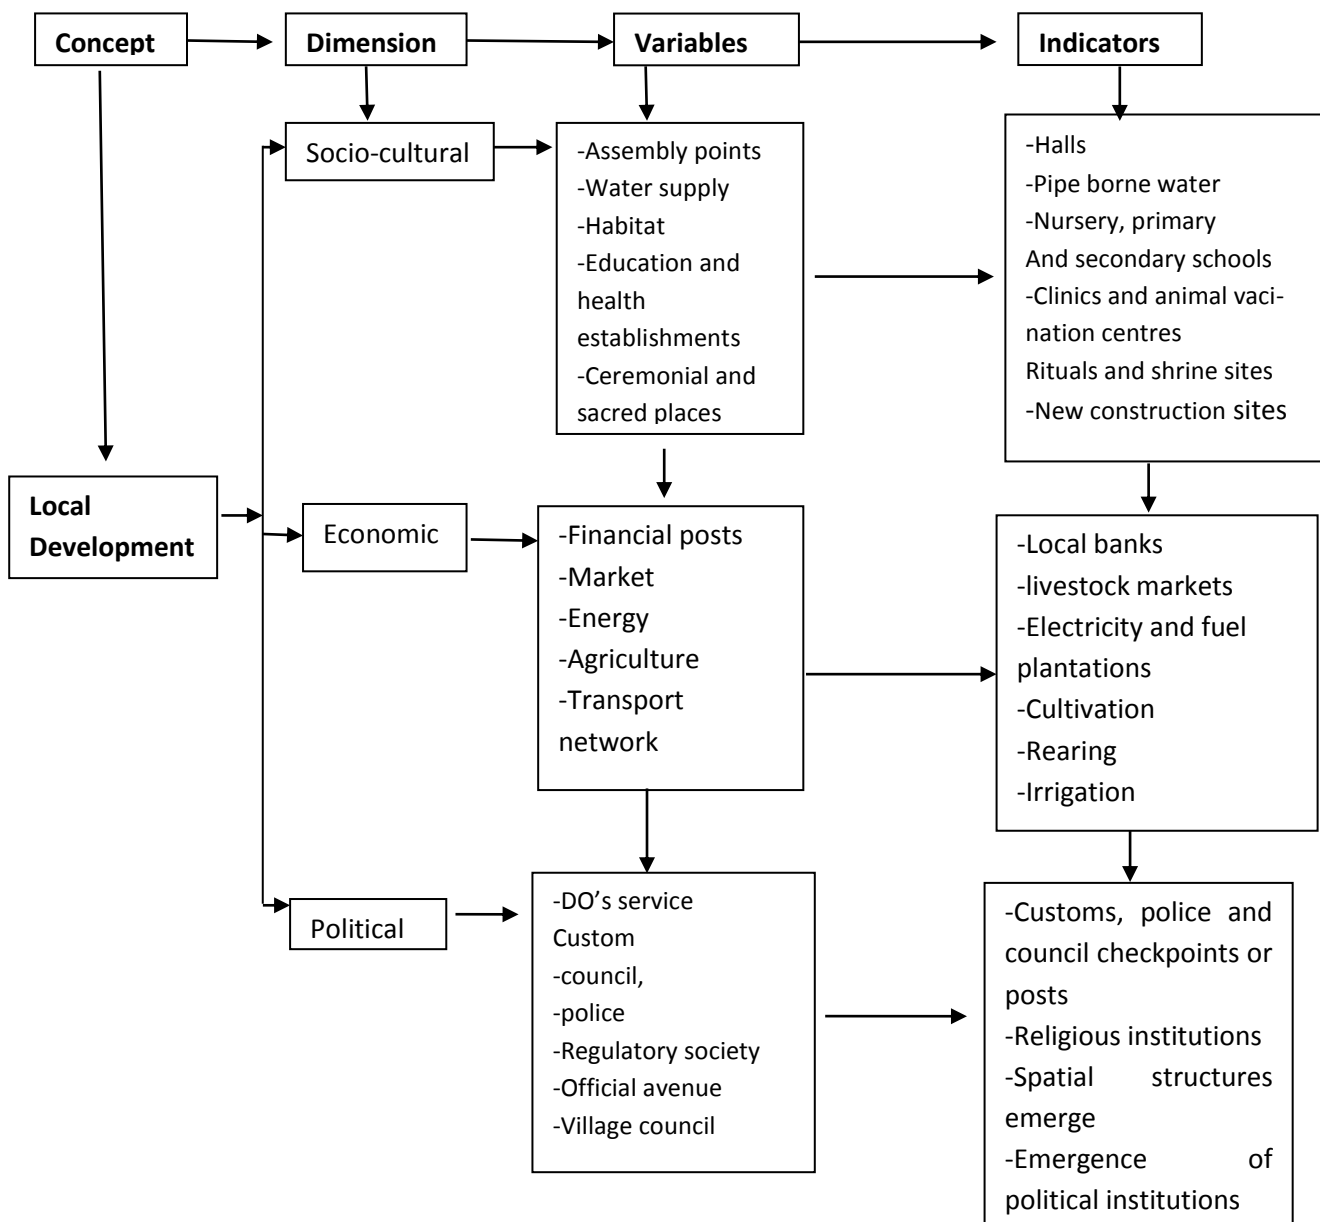 Concept
Dimension
Variables
Indicators
Socio-cultural
-Assembly points
-Water supply
-Habitat
-Education and
health
establishments
-Ceremonial and
sacred places
-Halls
-Pipe borne water
-Nursery, primary
And secondary schools
-Clinics and animal vaci-
nation centres
Rituals and shrine sites
-New construction sites
Local
Development
Economic
-Financial posts
-Market
-Energy
-Agriculture
-Transport
network
-Local banks
-livestock markets
-Electricity and fuel
plantations
-Cultivation
-Rearing
-Irrigation
Political
-DO's service
Custom
-council,
-police
-Regulatory society
-Official avenue
-Village council
-Customs, police and
council checkpoints or
posts
-Religious institutions
-Spatial structures
emerge
-Emergence of
political institutions